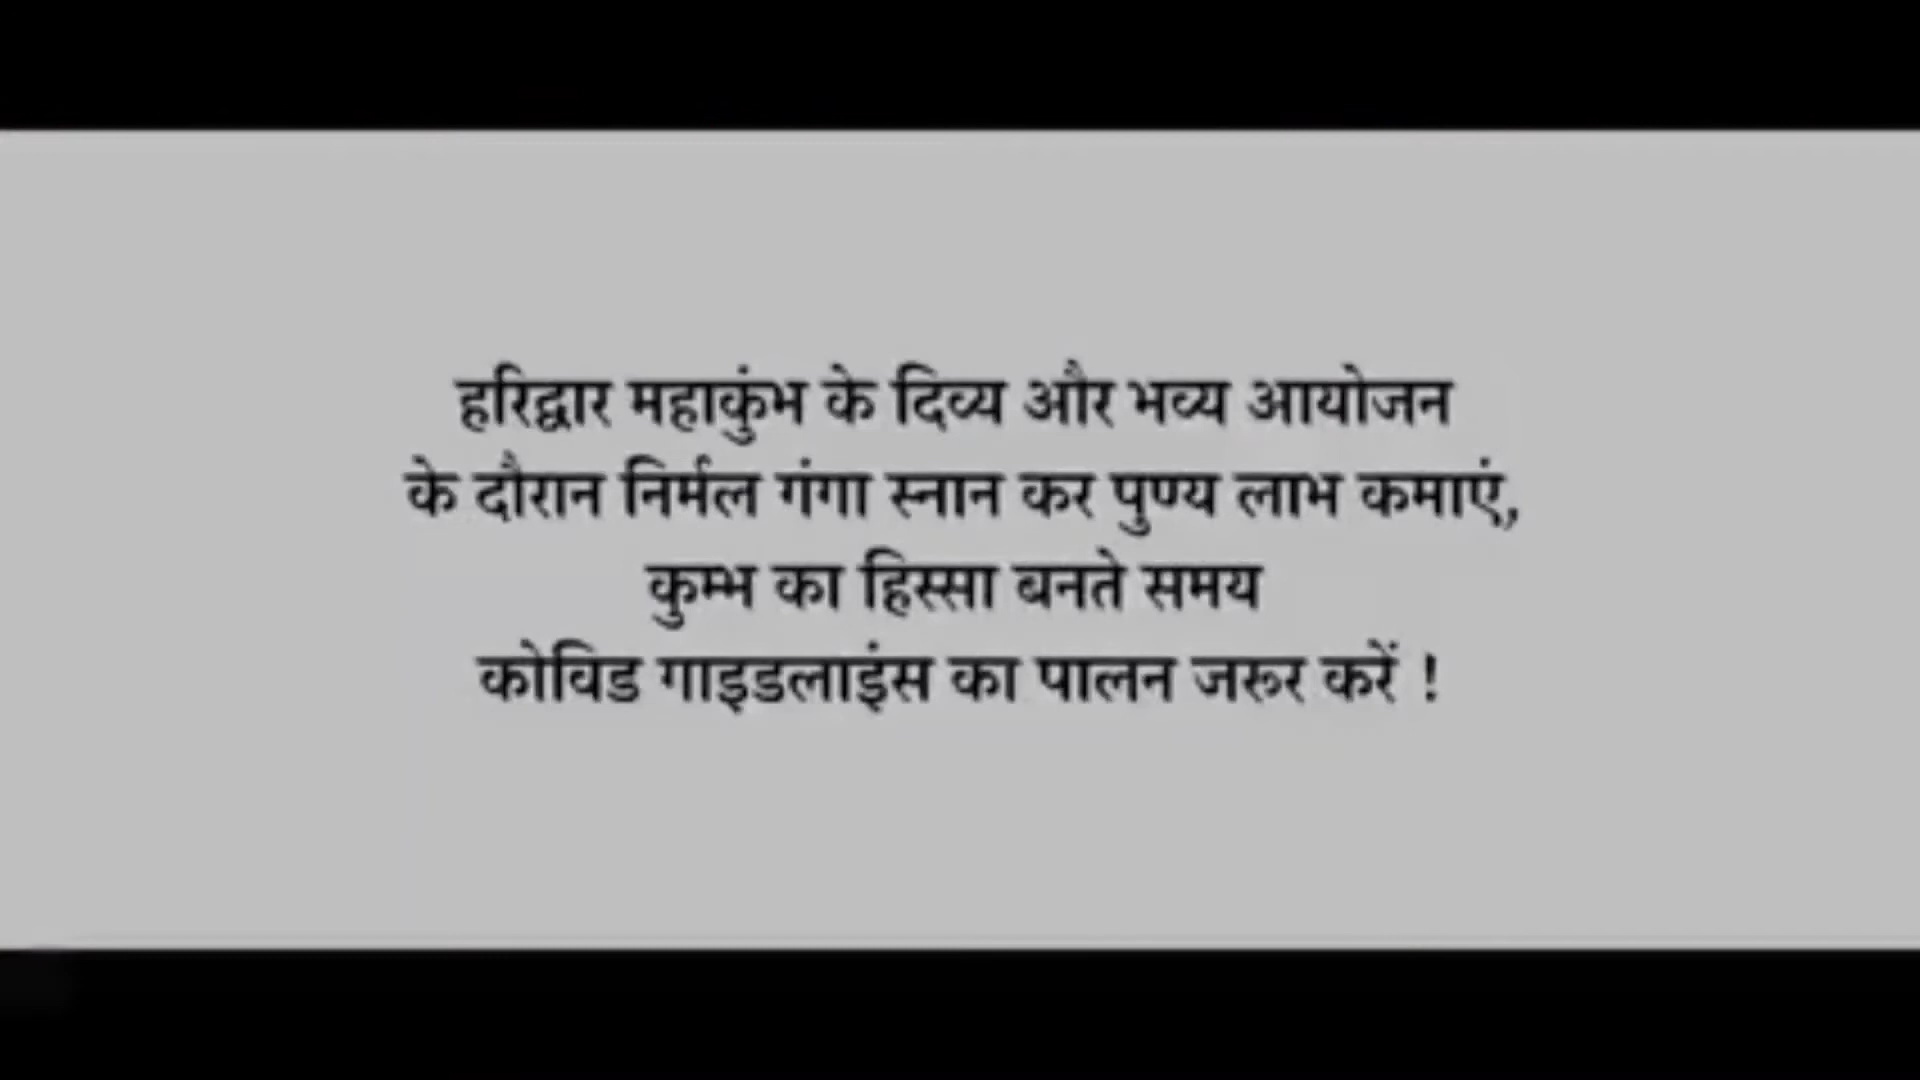 हरिद्वार महाकुंभ के दिव्य और भव्य आयोजन
के दौरान निर्मल गंगा स्नान कर पुण्य लाभ कमाएं,
कुम्भ का हिस्सा बनते समय
कोविड गाइडलाइंस का पालन जरूर करें !